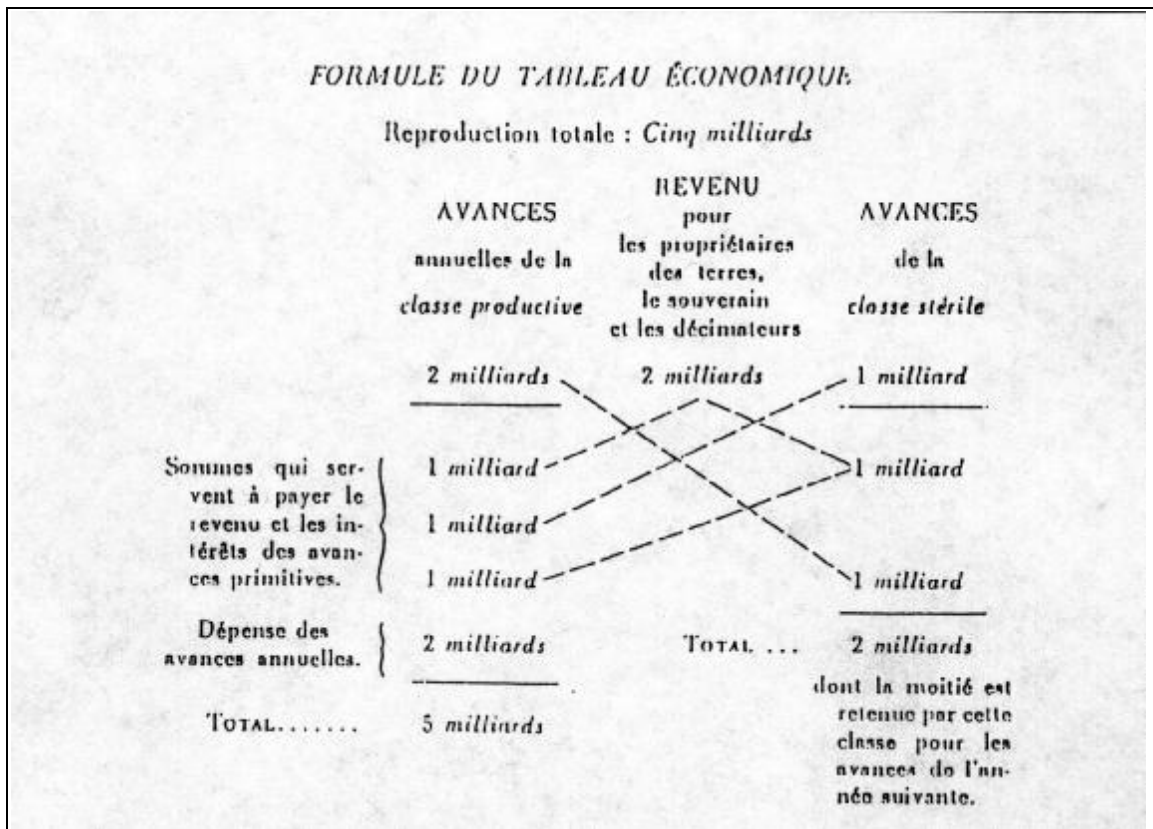 FORMULE DU TABLEAU ÉCONOMIQUE
Reproduction totale : Cinq milliards
AVANCES
annuelles de la
classe productive
REVENU
pour
les propriétaires
des terres,
le souverain
et les décimateurs
AVANCES
de la
classe stérile
2 milliards 2 milliards 1 milliard
Sommes qui ser-
vent à payer le
revenu et les in-
térêts des avan-
ces primitives.
1 milliard 1 milliard
1 milliard
1 milliard 1 milliard
Dépense des
avances annuelles.
2 milliards TOTAL. ... 2 milliards
TOTAL....... 5 milliards
dont la moitié est
retenue par cette
classe pour les
avances de l'an-
née suivante.